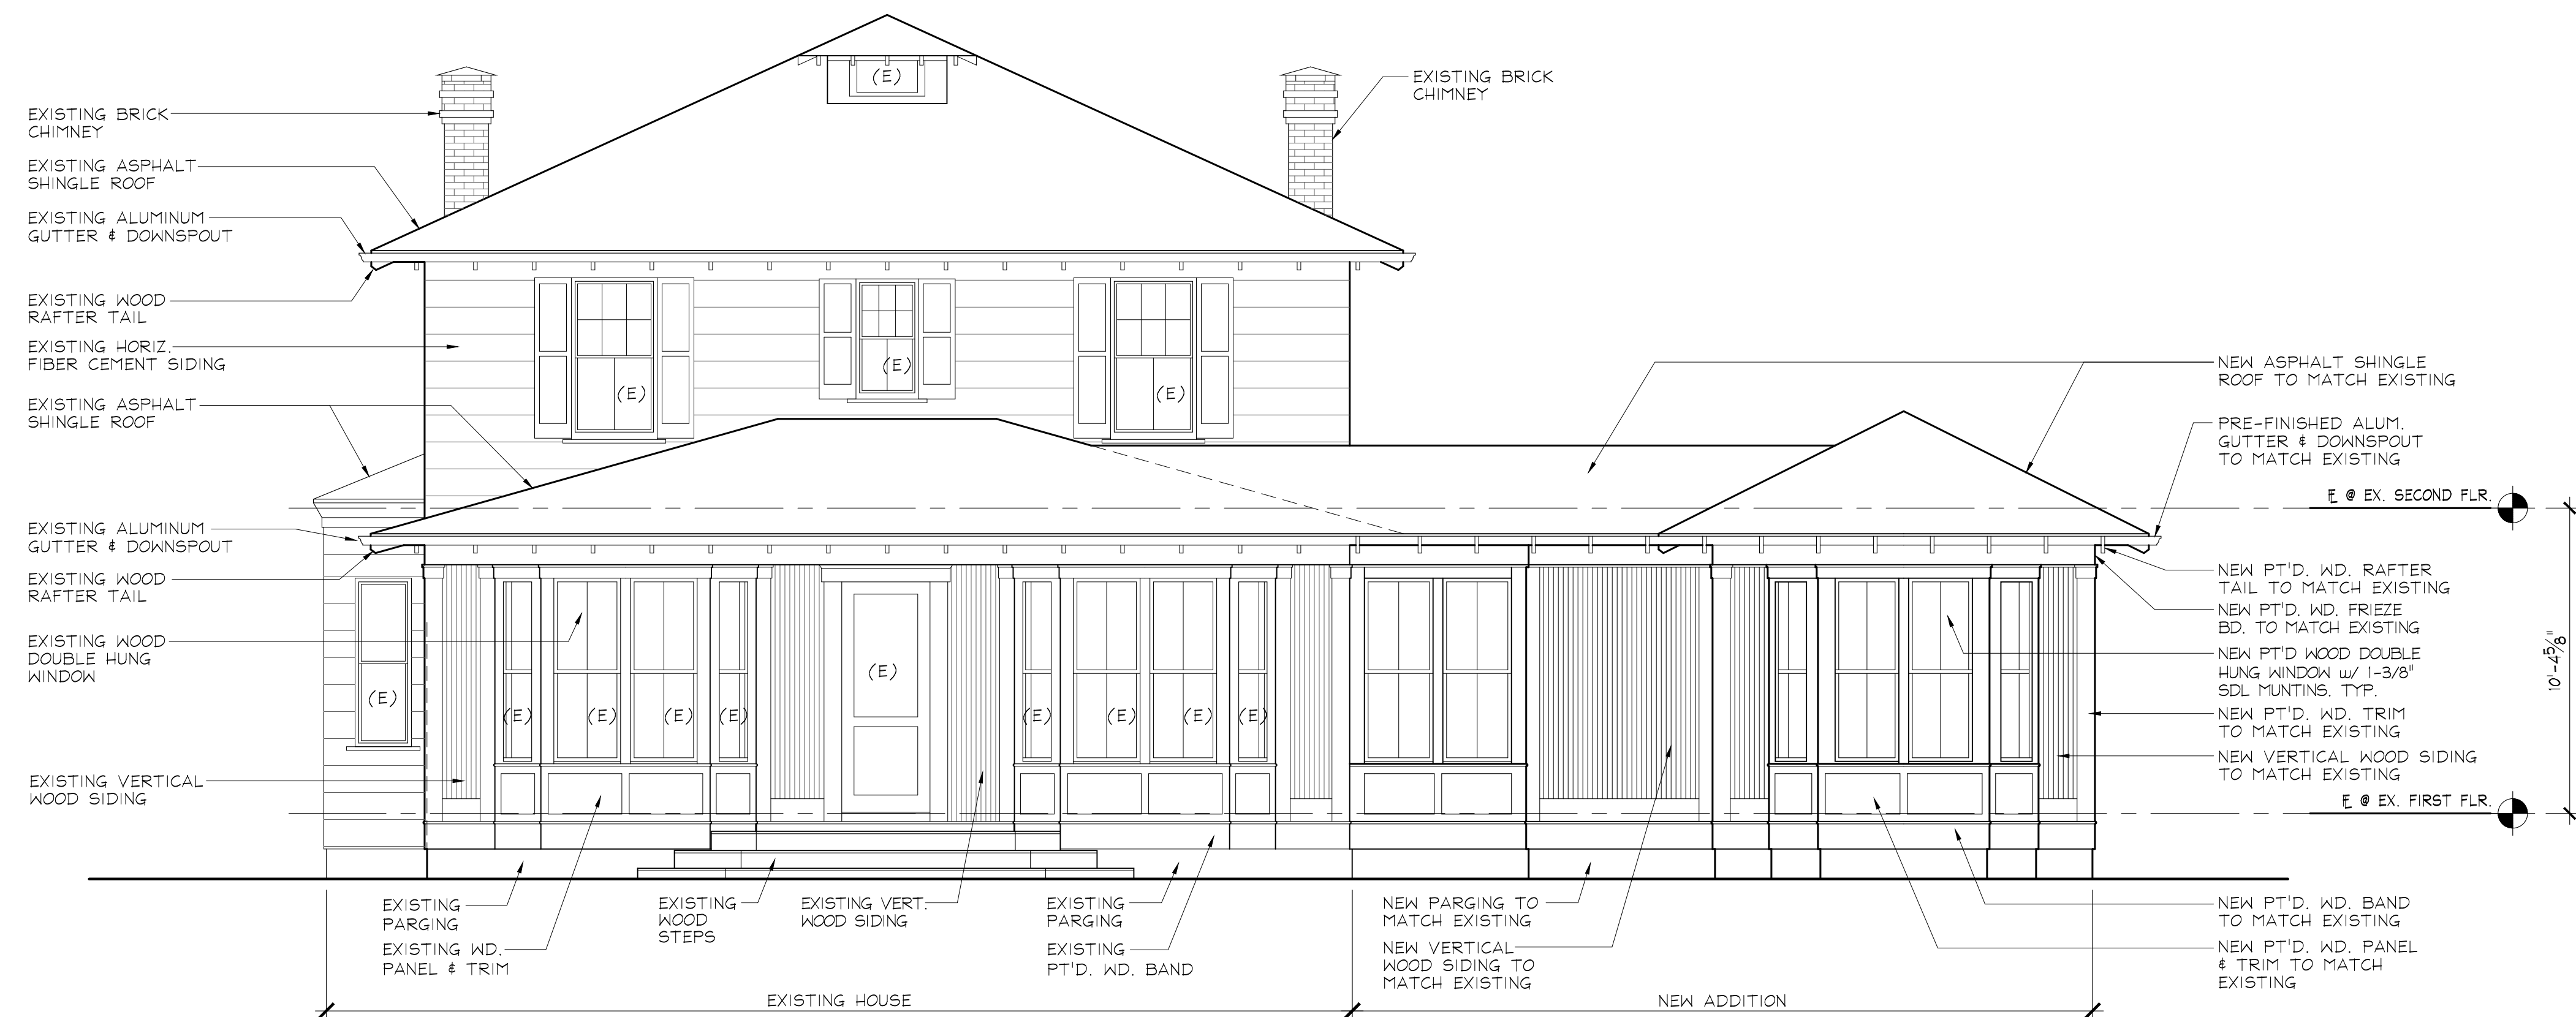 EXISTING BRICK
CHIMNEY
EXISTING ASPHALT
SHINGLE ROOF
EXISTING ALUMINUM
GUTTER & DOWNSPOUT
EXISTING WOOD
RAFTER TAIL
EXISTING HORIZ.
FIBER CEMENT SIDING
EXISTING ASPHALT
SHINGLE ROOF
EXISTING ALUMINUM
GUTTER & DOWNSPOUT
EXISTING WOOD
RAFTER TAIL
EXISTING WOOD
DOUBLE HUNG
WINDOW
EXISTING VERTICAL
WOOD SIDING
(E)
(E)
(E)
(E)
(E)
(E)
(E)
(E)
(E)
(E)
(E)
(E)
(E)
(E)
EXISTING BRICK
CHIMNEY
NEW ASPHALT SHINGLE
ROOF TO MATCH EXISTING
PRE-FINISHED ALUM.
GUTTER & DOWNSPOUT
TO MATCH EXISTING
FL @ EX. SECOND FLR.
NEW PT'D. WD. RAFTER
TAIL TO MATCH EXISTING
NEW PT'D. WD. FRIEZE
BD. TO MATCH EXISTING
NEW PT'D WOOD DOUBLE
HUNG WINDOW w/ 1-3/8"
SDL MUNTINS. TYP.
NEW PT'D. WD. TRIM
TO MATCH EXISTING
NEW VERTICAL WOOD SIDING
TO MATCH EXISTING
FL @ EX. FIRST FLR.
10'-4 5/8"
NEW PT'D. WD. BAND
TO MATCH EXISTING
NEW PT'D. WD. PANEL
& TRIM TO MATCH
EXISTING
EXISTING
PARGING
EXISTING WD.
PANEL & TRIM
EXISTING
WOOD
STEPS
EXISTING VERT.
WOOD SIDING
EXISTING
PARGING
EXISTING
PT'D. WD. BAND
NEW PARGING TO
MATCH EXISTING
NEW VERTICAL
WOOD SIDING TO
MATCH EXISTING
EXISTING HOUSE
NEW ADDITION